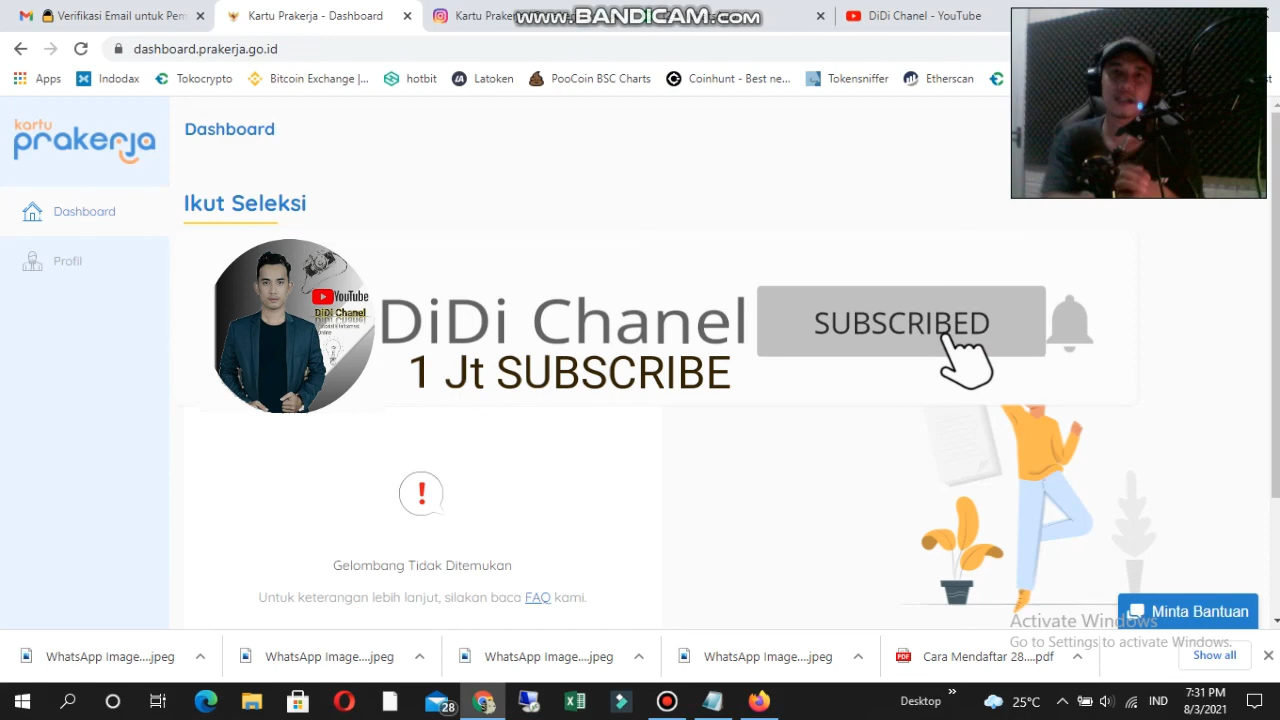 Verifikasi Email untuk Pem
Kartu Prakerja - Dashboard
Kartu Prakerj
www.BANDICAM.com
DiDi Chanel - YouTube
dashboard.prakerja.go.id
Apps
Indodax
Tokocrypto
Bitcoin Exchange |...
hotbit
Latoken
PooCoin BSC Charts
Coinhunt - Best ne...
Tokensniffer
Etherscan
kartu
prakerja
Dashboard
Dashboard
Profil
Ikut Seleksi
YouTube
DiDi Chanel
DiDi Chanel
1 Jt SUBSCRIBE
SUBSCRIBED
Gelombang Tidak Ditemukan
Untuk keterangan lebih lanjut, silakan baca FAQ kami.
Minta Bantuan
Activate Windows
Go to Settings to activate Windows.
WhatsApp Image....jpeg
WhatsApp Image....jpeg
WhatsApp Image....jpeg
WhatsApp Image....jpeg
Cara Mendaftar 28....pdf
Show all
28
Desktop
25°C
IND
7:31 PM
8/3/2021